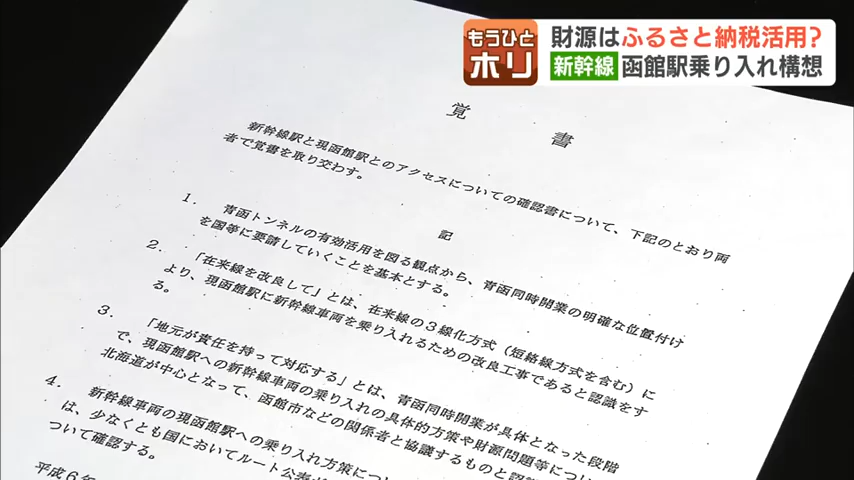 もうひと
ホリ
財源はふるさと納税活用?
新幹線 函館駅乗り入れ構想
覚 書
新幹線駅と現函館駅とのアクセスについての確認書について、下記のとおり両
者で覚書を取り交わす。
記
1. 青函トンネルの有効活用を図る観点から、青函同時開業の明確な位置付け
を国等に要請していくことを基本とする。
2. 「在来線を改良して」とは、在来線の3線化方式(短絡線方式を含む)に
より、現函館駅に新幹線車両を乗り入れるための改良工事であると認識をす
る。
3. 「地元が責任を持って対応する」とは、青函同時開業が具体となった段階
で、現函館駅への新幹線車両の乗り入れの具体的方策や財源問題等につ
北海道が中心となって、函館市などの関係者と協議するものと認
4. 新幹線車両の現函館駅への乗り入れ方策につ
は、少なくとも国においてルート公表
ついて確認する。
平成6年